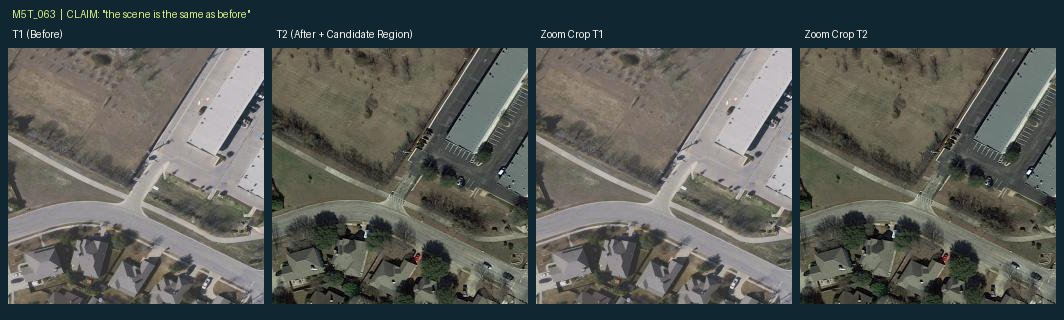 M5T_063 | CLAIM: "the scene is the same as before"
T1 (Before)
T2 (After + Candidate Region)
Zoom Crop T1
Zoom Crop T2